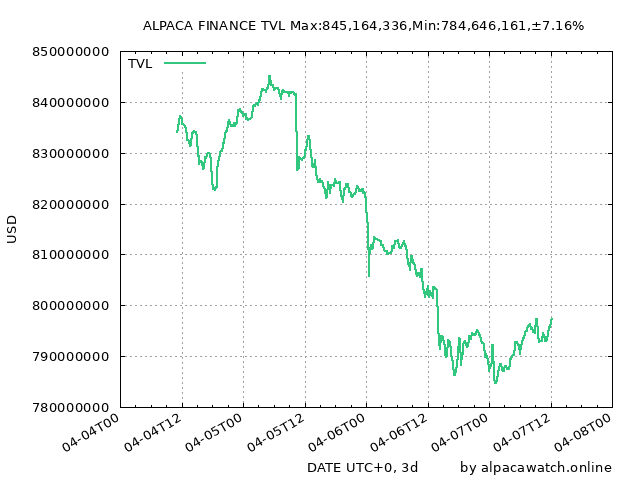 ALPACA FINANCE TVL Max:845,164,336,Min:784,646,161,±7.16%
850000000
TVL
840000000
830000000
820000000
USD
810000000
800000000
790000000
780000000
04-04T00
04-04T12
04-05T00
04-05T12
04-06T00
04-06T12
04-07T00
04-07T12
04-08T00
DATE UTC+0, 3d
by alpacawatch.online